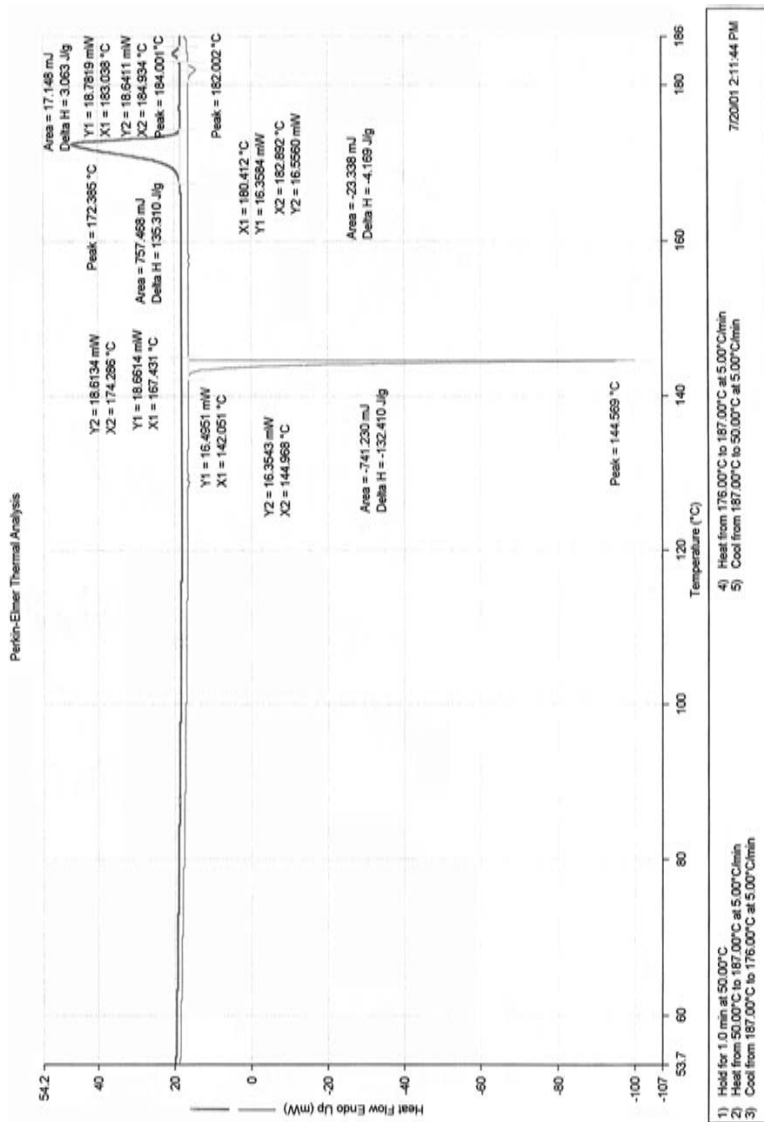 Perkin-Elmer Thermal Analysis
Area = 17.148 mJ
Delta H = 3.063 J/g
Y1 = 18.7819 mW
X1 = 183.038 °C
Y2 = 18.6411 mW
X2 = 184.934 °C
Peak = 184.001°C
Peak = 172.385 °C
Area = 757.468 mJ
Delta H = 135.310 J/g
Y2 = 18.6134 mW
X2 = 174.286 °C
Y1 = 18.6614 mW
X1 = 167.431 °C
Peak = 182.002°C
X1 = 180.412 °C
Y1 = 16.3584 mW
X2 = 182.892 °C
Y2 = 16.5560 mW
Area = -23.338 mJ
Delta H = -4.169 J/g
Y1 = 16.4951 mW
X1 = 142.051 °C
Y2 = 16.3543 mW
X2 = 144.968 °C
Area = -741.230 mJ
Delta H = -132.410 J/g
Peak = 144.569 °C
Heat Flow Endo Up (mW)
54.2
40
20
0
-20
-40
-60
-80
-100
-107
53.7
60
80
100
120
140
160
180
186
Temperature (°C)
1) Hold for 1.0 min at 50.00°C
2) Heat from 50.00°C to 187.00°C at 5.00°C/min
3) Cool from 187.00°C to 176.00°C at 5.00°C/min
4) Heat from 176.00°C to 187.00°C at 5.00°C/min
5) Cool from 187.00°C to 50.00°C at 5.00°C/min
7/20/01 2:11:44 PM